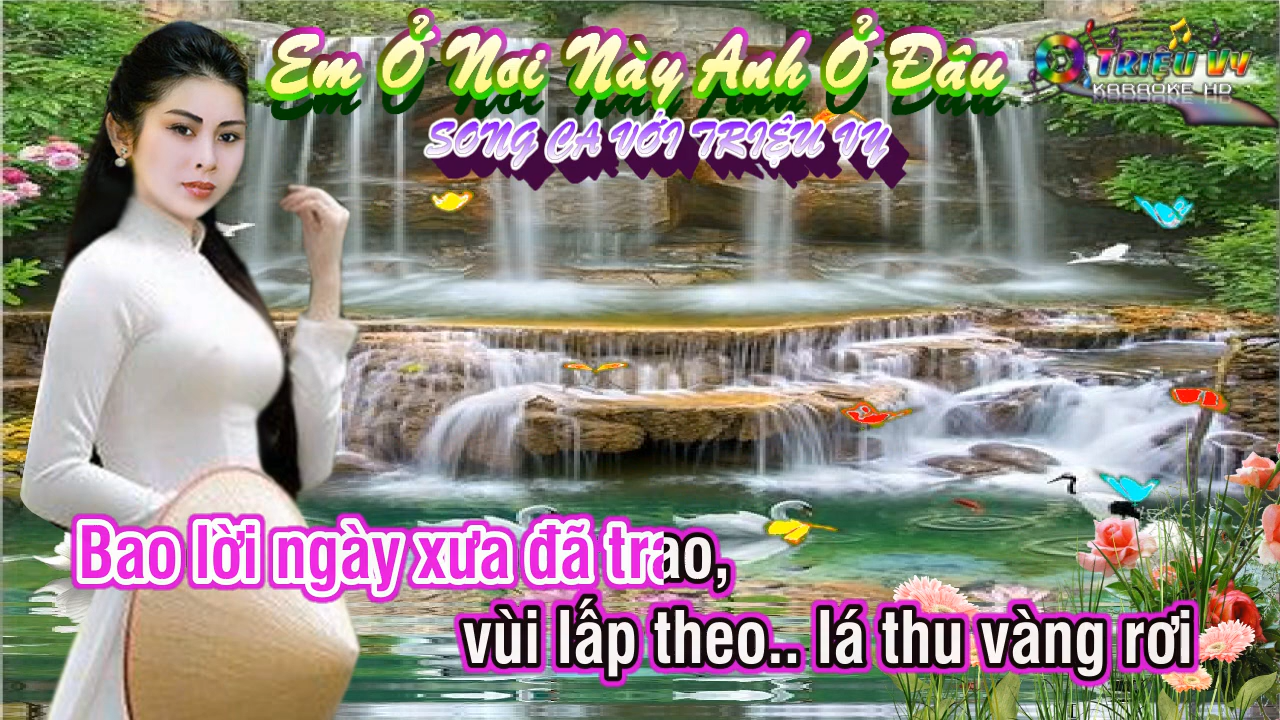 Em Ở Nơi Này Anh Ở Đâu
TRIỆU VY
KARAOKE HD
SONG CA VỚI TRIỆU VY
Bao lời ngày xưa đã trao,
vùi lấp theo.. lá thu vàng rơi